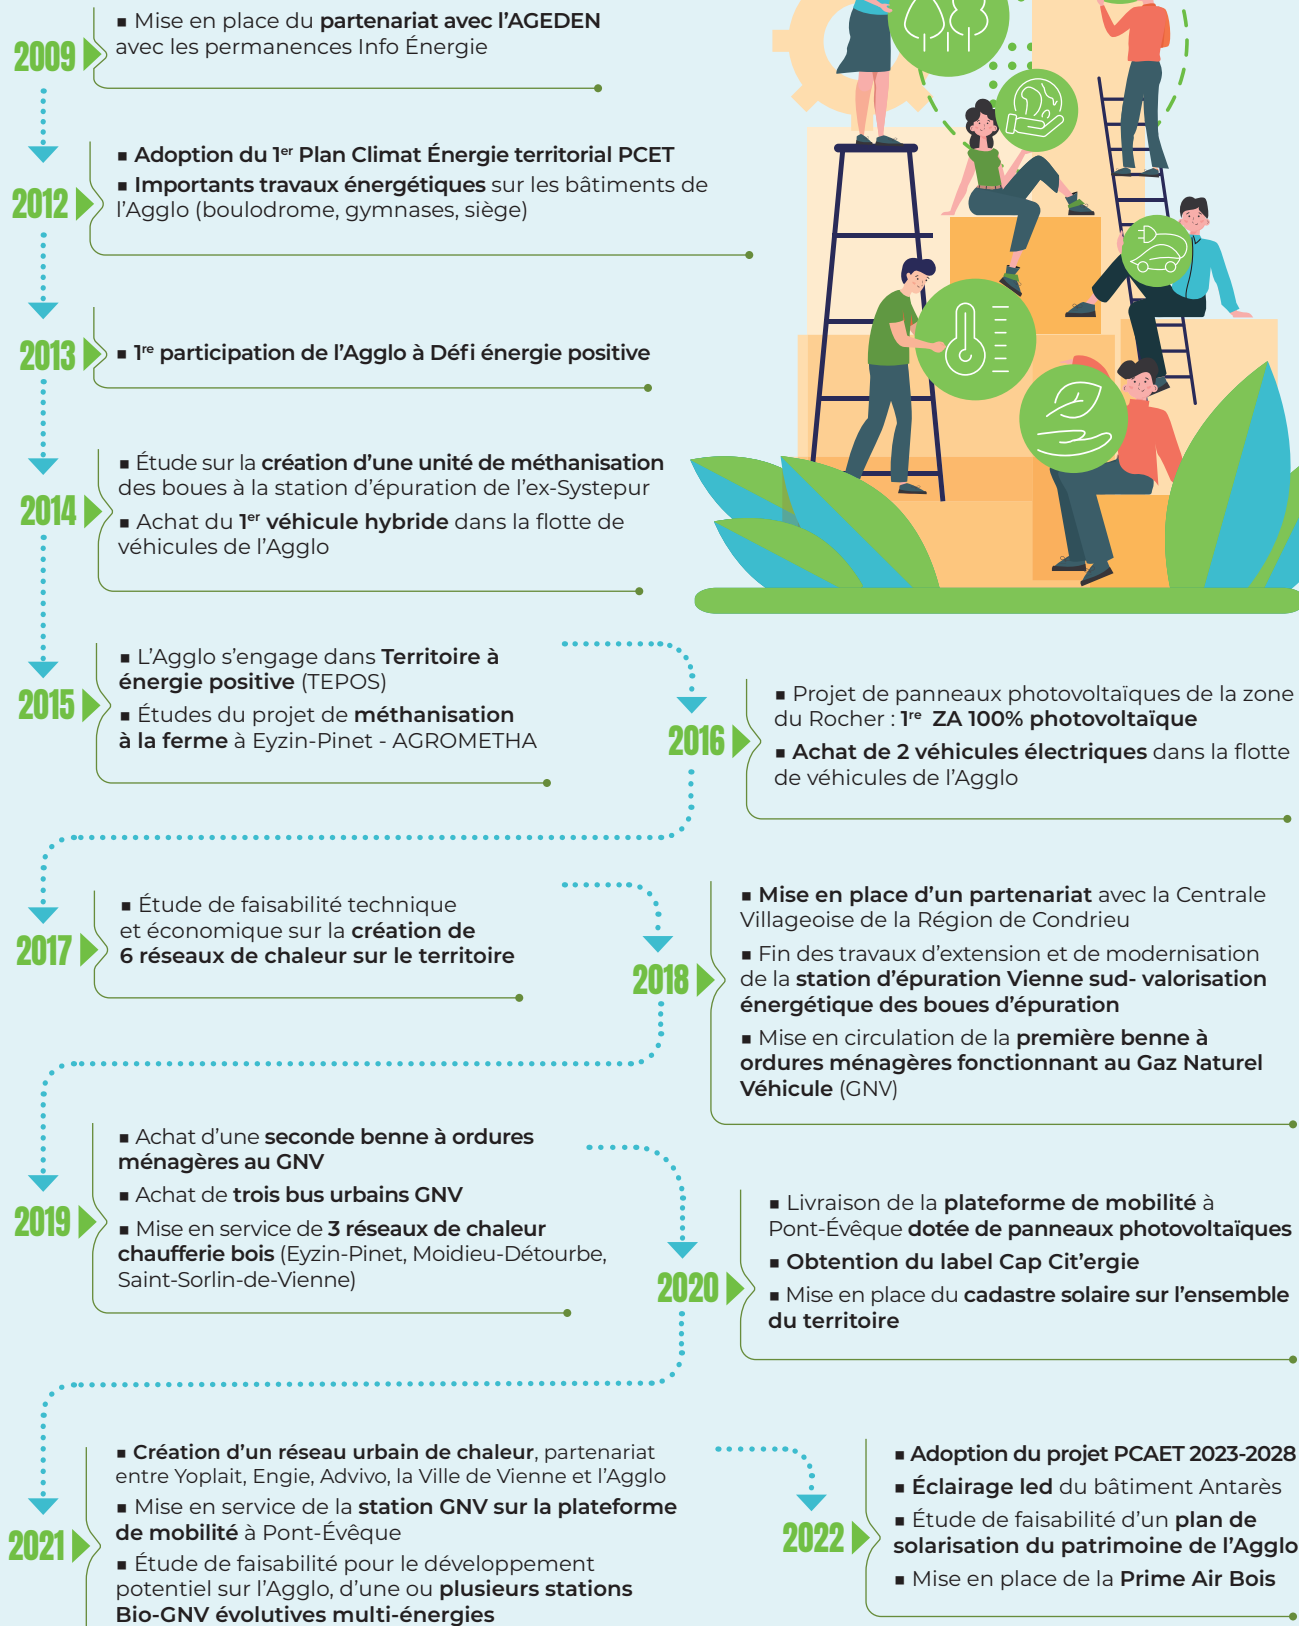 2009
▪ Mise en place du partenariat avec l’AGEDEN
avec les permanences Info Énergie
2012
▪ Adoption du 1er Plan Climat Énergie territorial PCET
▪ Importants travaux énergétiques sur les bâtiments de
l’Agglo (boulodrome, gymnases, siège)
2013
▪ 1re participation de l’Agglo à Défi énergie positive
2014
▪ Étude sur la création d’une unité de méthanisation
des boues à la station d’épuration de l’ex-Systepur
▪ Achat du 1er véhicule hybride dans la flotte de
véhicules de l’Agglo
2015
▪ L’Agglo s’engage dans Territoire à
énergie positive (TEPOS)
▪ Études du projet de méthanisation
à la ferme à Eyzin-Pinet - AGROMETHA
2016
▪ Projet de panneaux photovoltaïques de la zone
du Rocher : 1re ZA 100% photovoltaïque
▪ Achat de 2 véhicules électriques dans la flotte
de véhicules de l’Agglo
2017
▪ Étude de faisabilité technique
et économique sur la création de
6 réseaux de chaleur sur le territoire
2018
▪ Mise en place d’un partenariat avec la Centrale
Villageoise de la Région de Condrieu
▪ Fin des travaux d’extension et de modernisation
de la station d’épuration Vienne sud- valorisation
énergétique des boues d’épuration
▪ Mise en circulation de la première benne à
ordures ménagères fonctionnant au Gaz Naturel
Véhicule (GNV)
2019
▪ Achat d’une seconde benne à ordures
ménagères au GNV
▪ Achat de trois bus urbains GNV
▪ Mise en service de 3 réseaux de chaleur
chaufferie bois (Eyzin-Pinet, Moidieu-Détourbe,
Saint-Sorlin-de-Vienne)
2020
▪ Livraison de la plateforme de mobilité à
Pont-Évêque dotée de panneaux photovoltaïques
▪ Obtention du label Cap Cit’ergie
▪ Mise en place du cadastre solaire sur l’ensemble
du territoire
2021
▪ Création d’un réseau urbain de chaleur, partenariat
entre Yoplait, Engie, Advivo, la Ville de Vienne et l’Agglo
▪ Mise en service de la station GNV sur la plateforme
de mobilité à Pont-Évêque
▪ Étude de faisabilité pour le développement
potentiel sur l’Agglo, d’une ou plusieurs stations
Bio-GNV évolutives multi-énergies
2022
▪ Adoption du projet PCAET 2023-2028
▪ Éclairage led du bâtiment Antarès
▪ Étude de faisabilité d’un plan de
solarisation du patrimoine de l’Agglo
▪ Mise en place de la Prime Air Bois